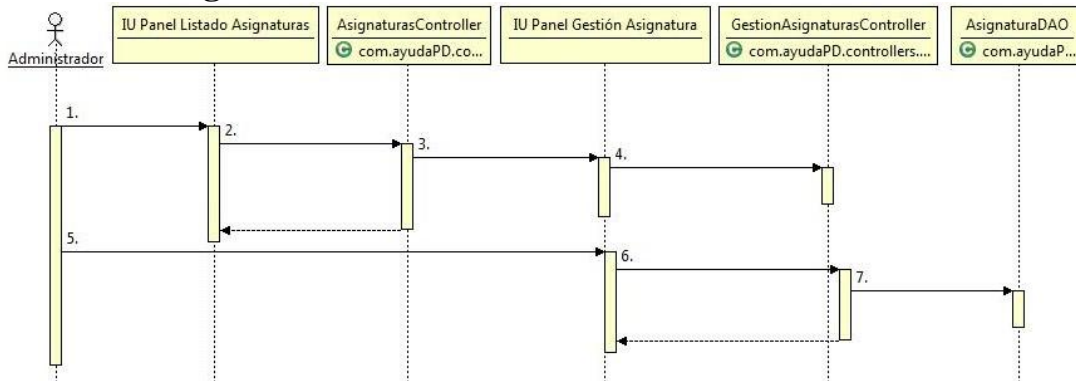 Administrador
IU Panel Listado Asignaturas
AsignaturasController
com.ayudaPD.co...
IU Panel Gestión Asignatura
GestionAsignaturasController
com.ayudaPD.controllers....
AsignaturaDAO
com.ayudaP...
1.
2.
3.
4.
5.
6.
7.